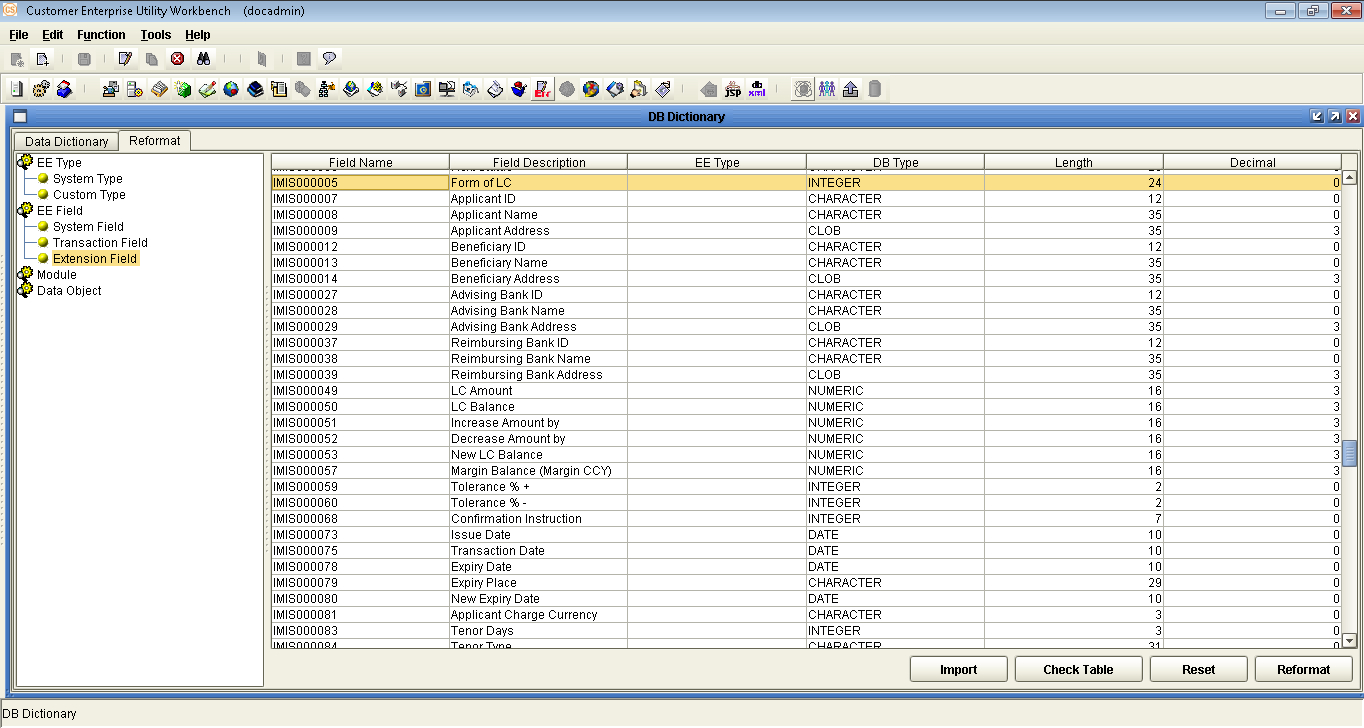 CS Customer Enterprise Utility Workbench (docadmin)
File Edit Function Tools Help
jsp xml
DB Dictionary
Data Dictionary Reformat
EE Type
System Type
Custom Type
EE Field
System Field
Transaction Field
Extension Field
Module
Data Object
Field Name Field Description EE Type DB Type Length Decimal
IMIS000005 Form of LC INTEGER 24 0
IMIS000007 Applicant ID CHARACTER 12 0
IMIS000008 Applicant Name CHARACTER 35 0
IMIS000009 Applicant Address CLOB 35 3
IMIS000012 Beneficiary ID CHARACTER 12 0
IMIS000013 Beneficiary Name CHARACTER 35 0
IMIS000014 Beneficiary Address CLOB 35 3
IMIS000027 Advising Bank ID CHARACTER 12 0
IMIS000028 Advising Bank Name CHARACTER 35 0
IMIS000029 Advising Bank Address CLOB 35 3
IMIS000037 Reimbursing Bank ID CHARACTER 12 0
IMIS000038 Reimbursing Bank Name CHARACTER 35 0
IMIS000039 Reimbursing Bank Address CLOB 35 3
IMIS000049 LC Amount NUMERIC 16 3
IMIS000050 LC Balance NUMERIC 16 3
IMIS000051 Increase Amount by NUMERIC 16 3
IMIS000052 Decrease Amount by NUMERIC 16 3
IMIS000053 New LC Balance NUMERIC 16 3
IMIS000057 Margin Balance (Margin CCY) NUMERIC 16 3
IMIS000059 Tolerance % + INTEGER 2 0
IMIS000060 Tolerance % - INTEGER 2 0
IMIS000068 Confirmation Instruction INTEGER 7 0
IMIS000073 Issue Date DATE 10 0
IMIS000075 Transaction Date DATE 10 0
IMIS000078 Expiry Date DATE 10 0
IMIS000079 Expiry Place CHARACTER 29 0
IMIS000080 New Expiry Date DATE 10 0
IMIS000081 Applicant Charge Currency CHARACTER 3 0
IMIS000083 Tenor Days INTEGER 3 0
IMIS000084 Tenor Type CHARACTER 31 0
Import Check Table Reset Reformat
DB Dictionary